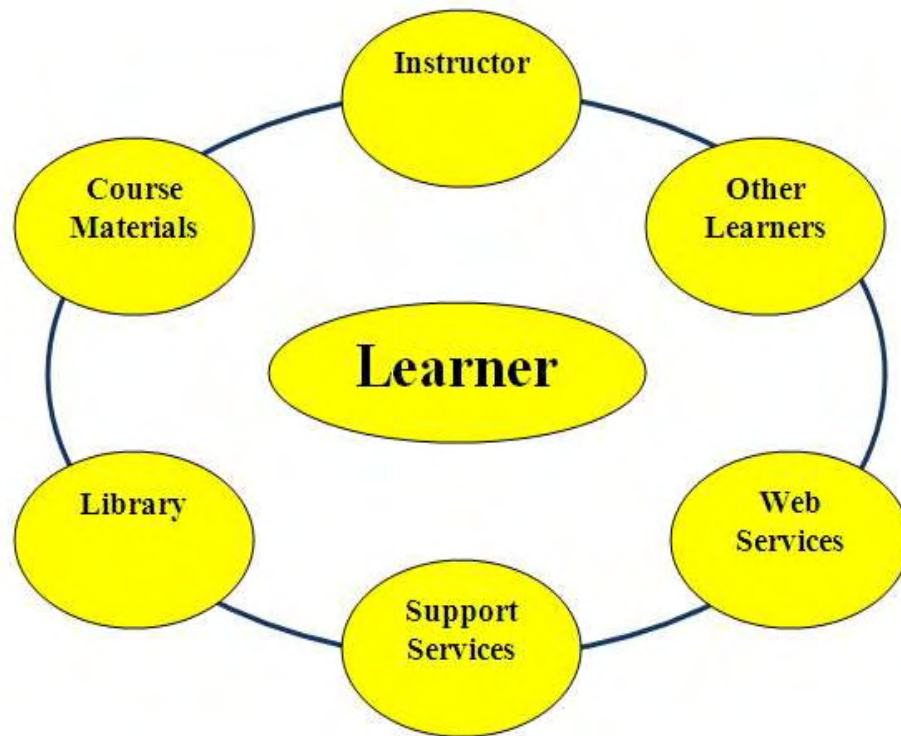 Instructor
Course
Materials
Other
Learners
Learner
Library
Web
Services
Support
Services